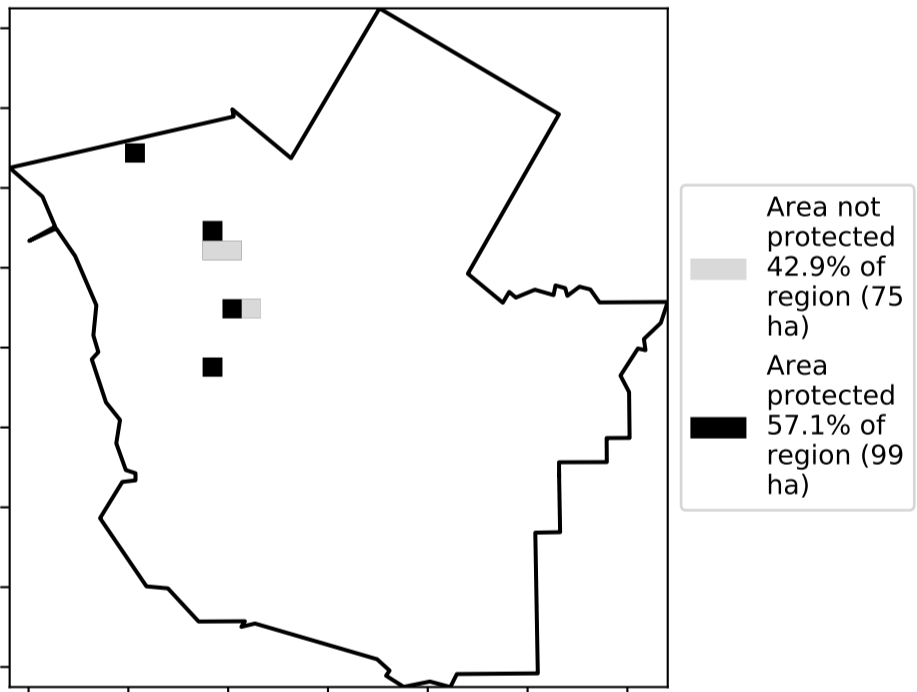 Area not
protected
42.9% of
region (75
ha)
Area
protected
57.1% of
region (99
ha)